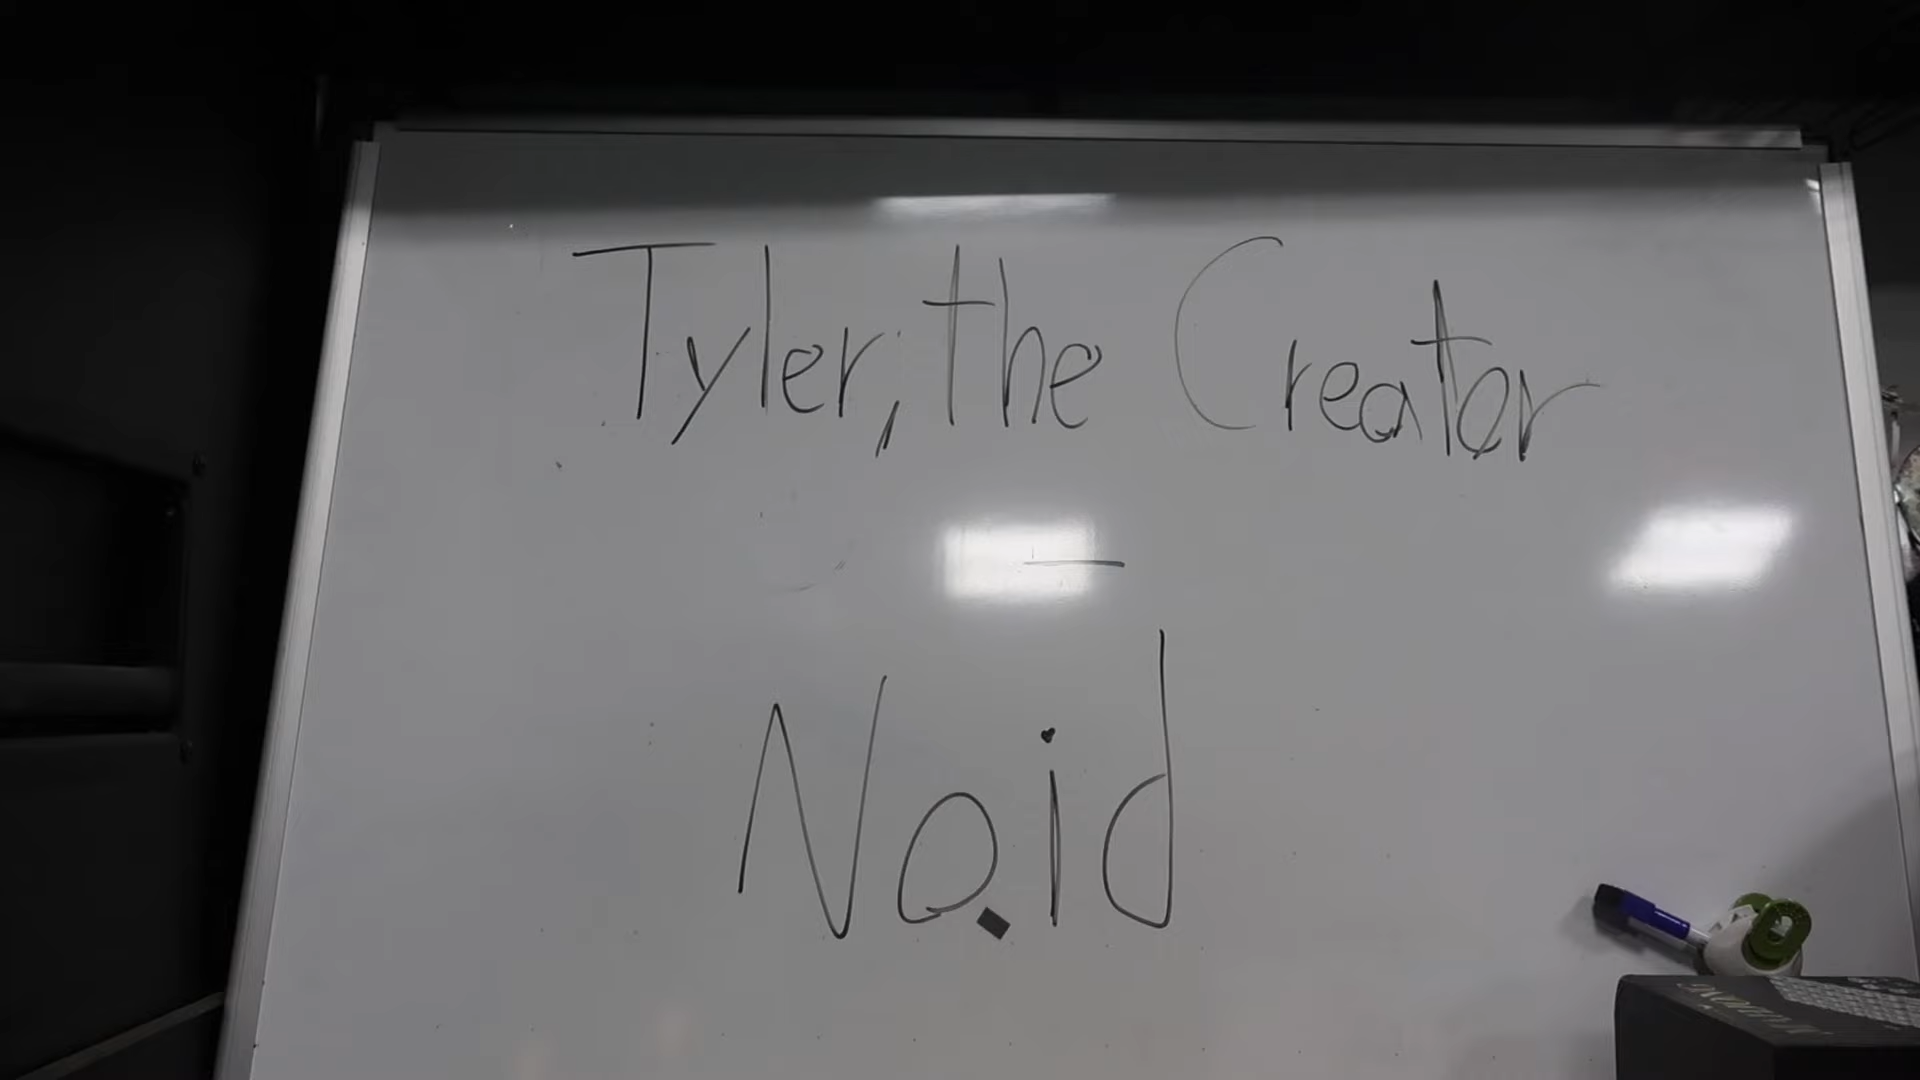 Tyler, the Creator
-
Noid